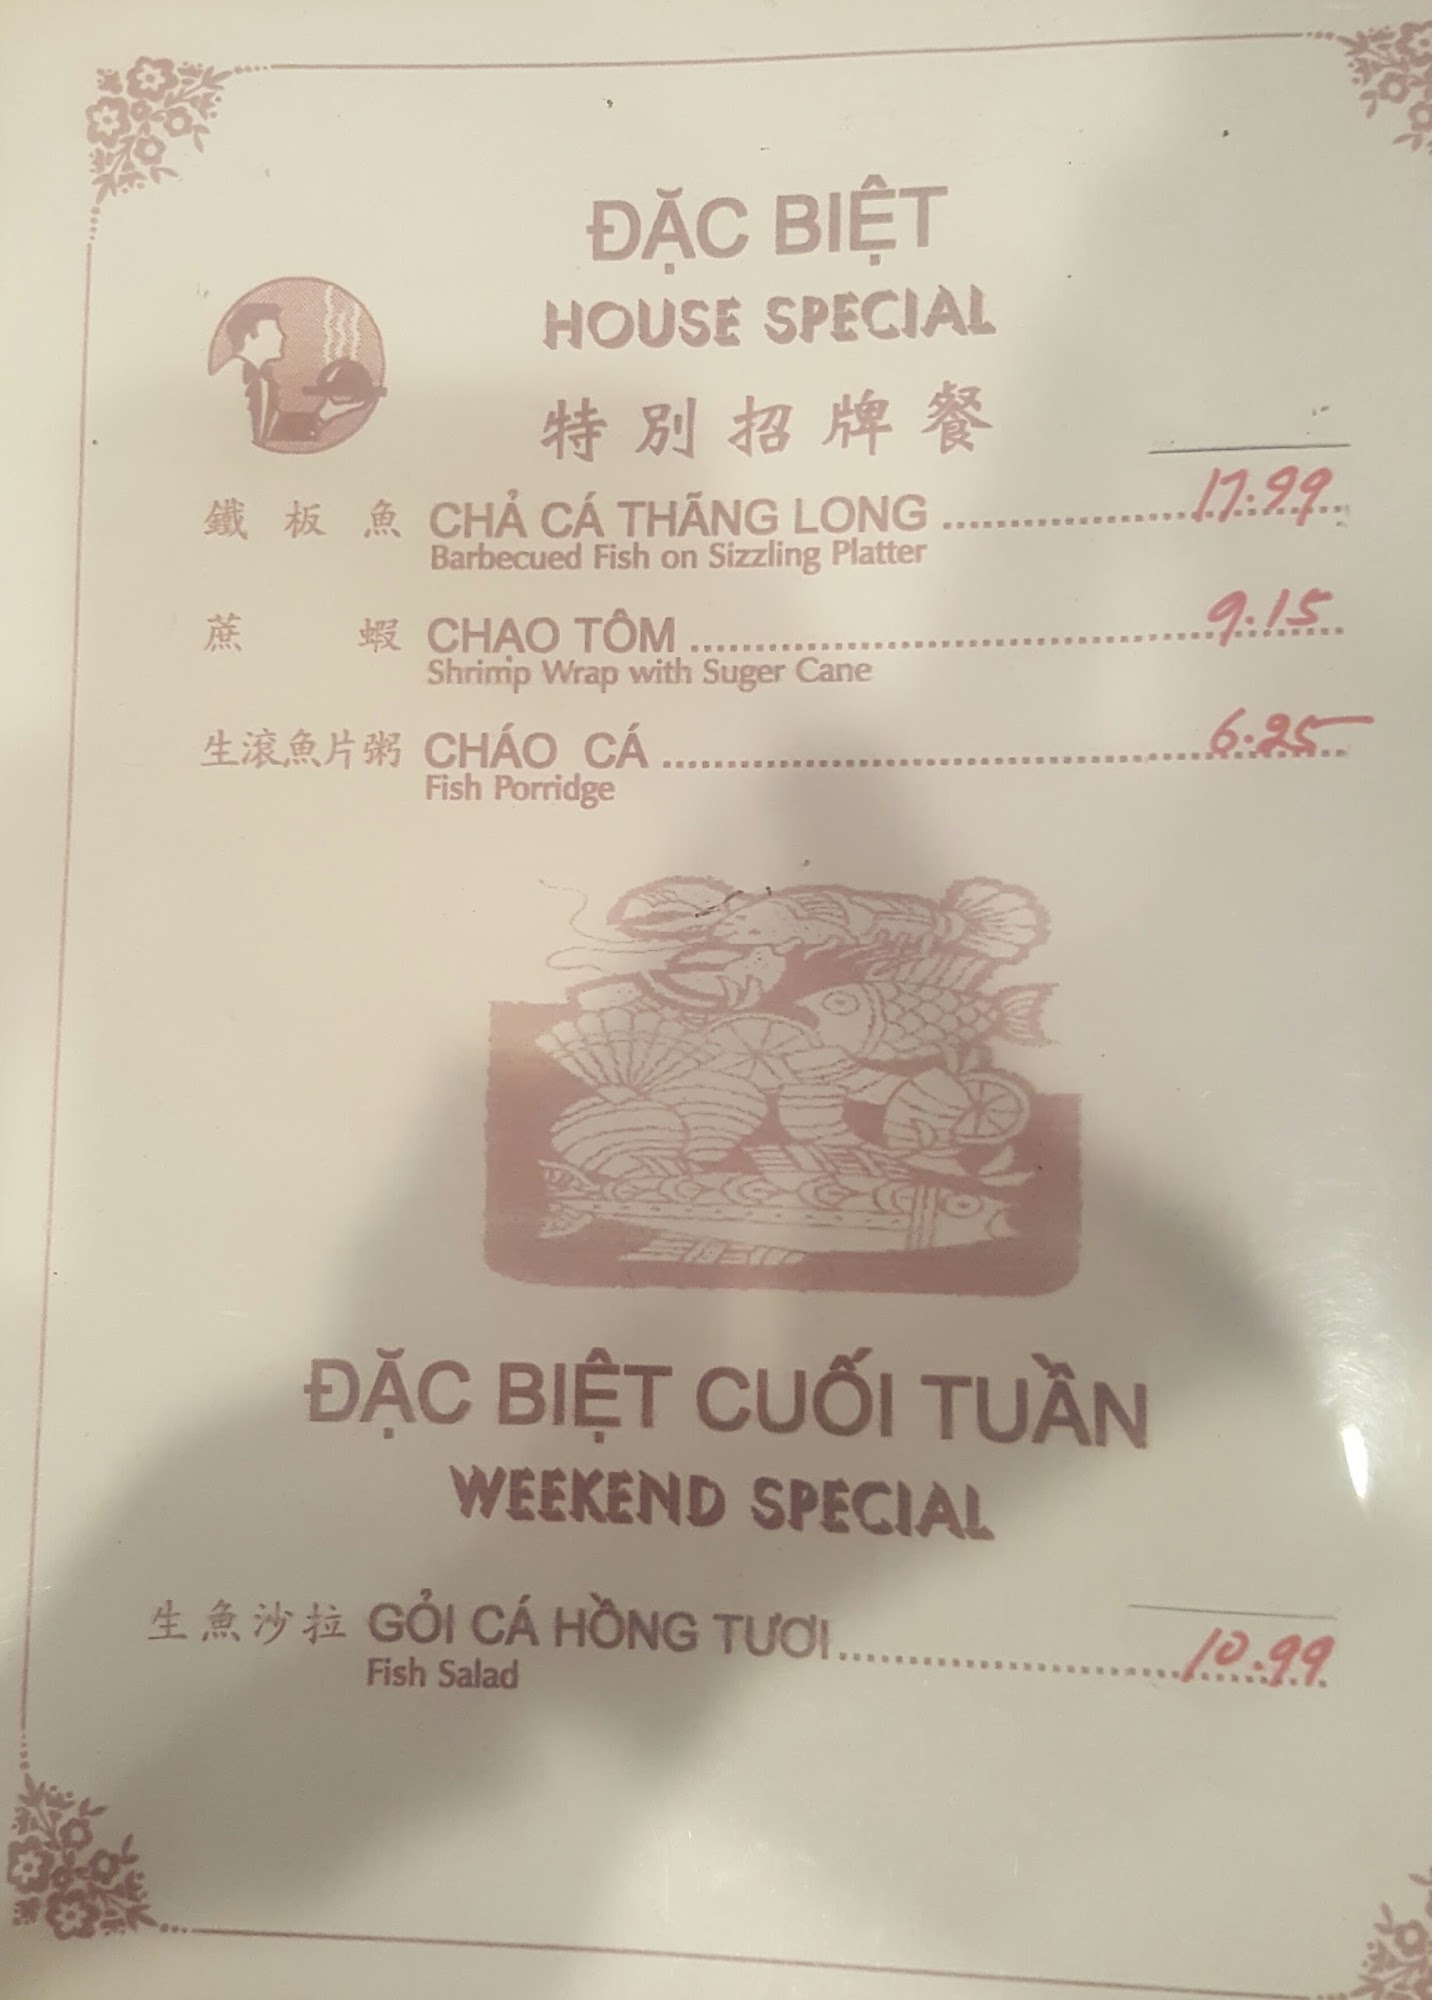 ĐẶC BIỆT
HOUSE SPECIAL
特別招牌餐
鐵板魚 CHẢ CÁ THĂNG LONG 17.99
Barbecued Fish on Sizzling Platter
蔗蝦 CHẠO TÔM 9.15
Shrimp Wrap with Suger Cane
生滾魚片粥 CHÁO CÁ 6.25
Fish Porridge
ĐẶC BIỆT CUỐI TUẦN
WEEKEND SPECIAL
生魚沙拉 GỎI CÁ HỒNG TƯƠI 10.99
Fish Salad